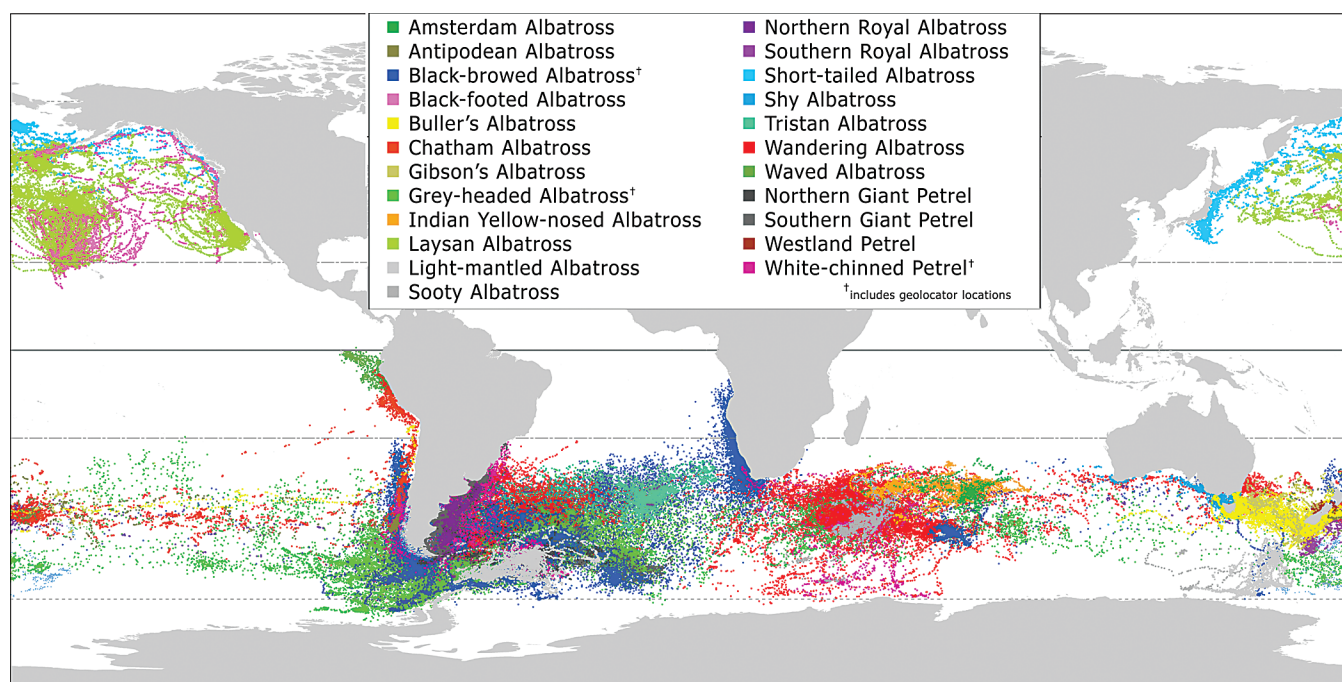 Amsterdam Albatross
Antipodean Albatross
Black-browed Albatross†
Black-footed Albatross
Buller's Albatross
Chatham Albatross
Gibson's Albatross
Grey-headed Albatross†
Indian Yellow-nosed Albatross
Laysan Albatross
Light-mantled Albatross
Sooty Albatross
Northern Royal Albatross
Southern Royal Albatross
Short-tailed Albatross
Shy Albatross
Tristan Albatross
Wandering Albatross
Waved Albatross
Northern Giant Petrel
Southern Giant Petrel
Westland Petrel
White-chinned Petrel†
†includes geolocator locations